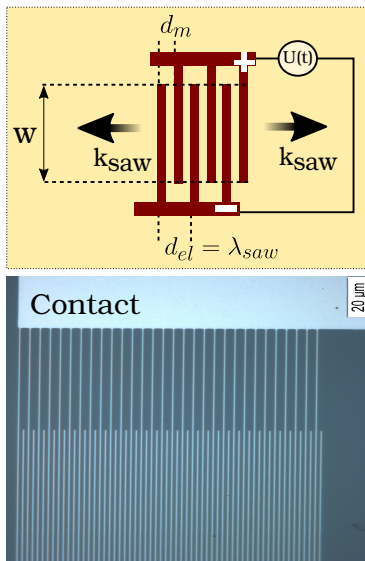 d_m
+
U(t)
w
k_saw
k_saw
−
d_el = λ_saw
Contact
20 µm